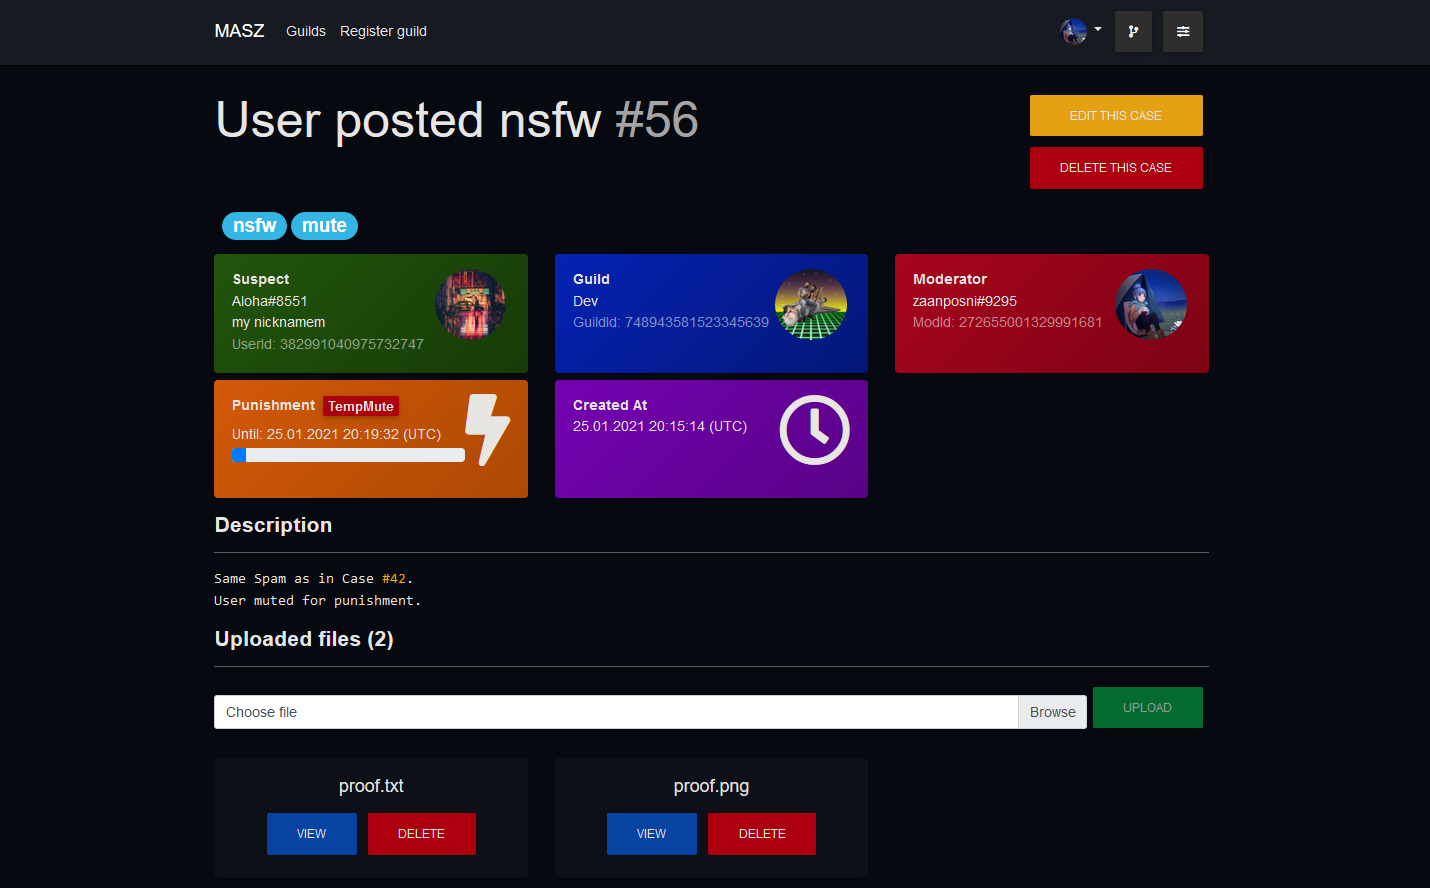 MASZ Guilds Register guild
User posted nsfw #56
EDIT THIS CASE
DELETE THIS CASE
nsfw mute
Suspect
Aloha#8551
my nicknamem
UserId: 382991040975732747
Guild
Dev
GuildId: 748943581523345639
Moderator
zaanposni#9295
ModId: 272655001329991681
Punishment TempMute
Until: 25.01.2021 20:19:32 (UTC)
Created At
25.01.2021 20:15:14 (UTC)
Description
Same Spam as in Case #42.
User muted for punishment.
Uploaded files (2)
Choose file Browse UPLOAD
proof.txt
VIEW DELETE
proof.png
VIEW DELETE